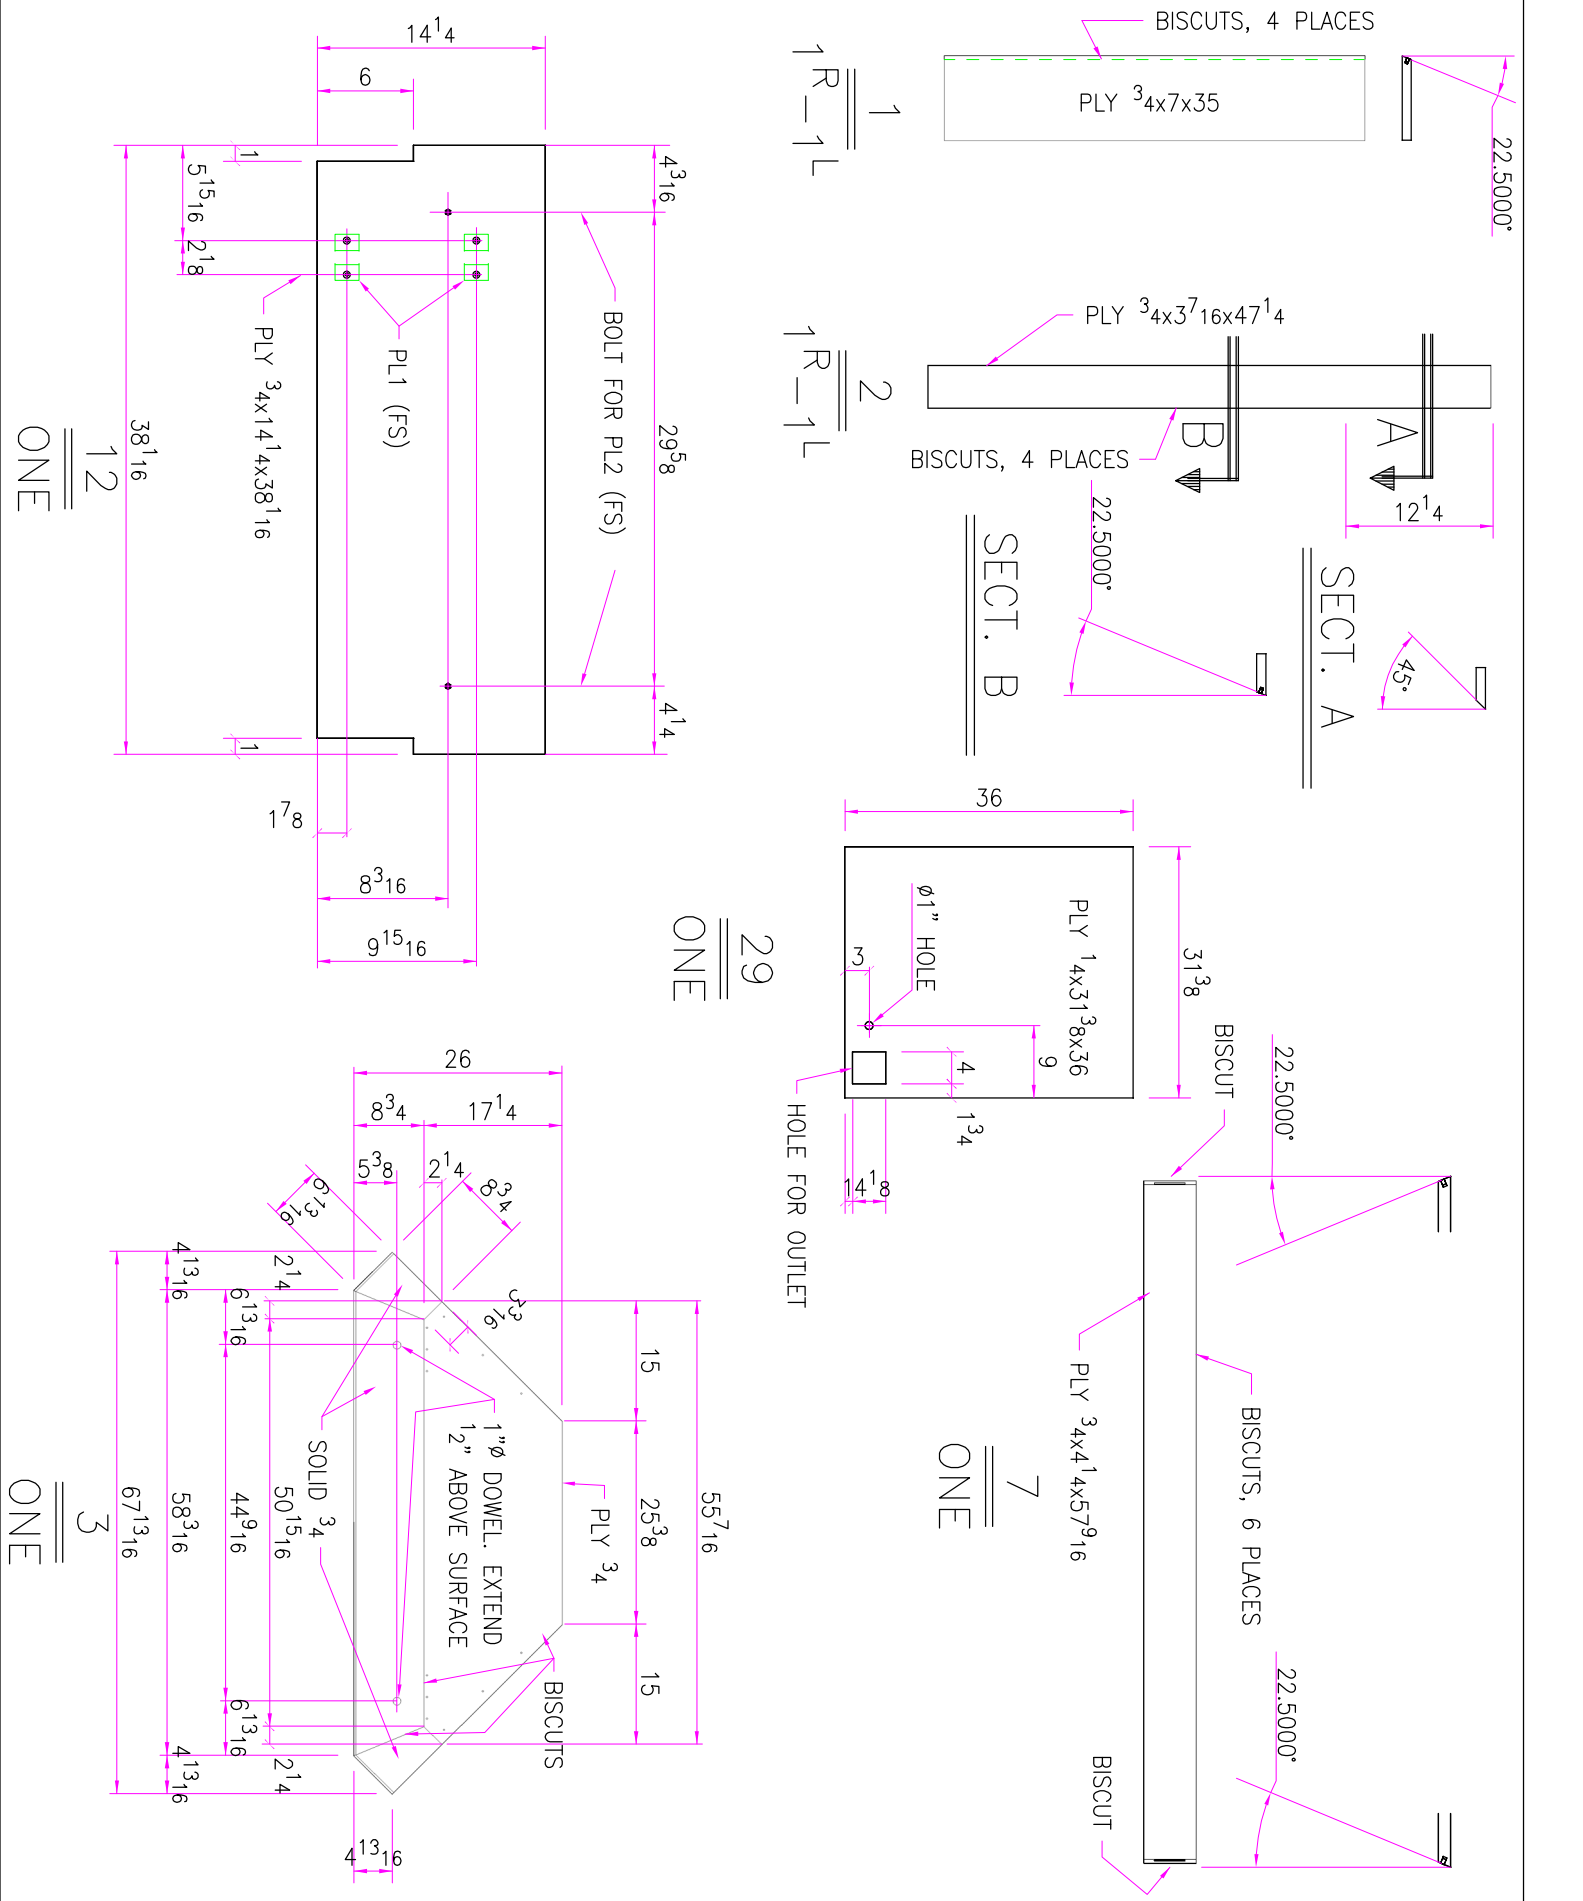 BISCUTS, 4 PLACES
PLY 3/4x7x35
22.5000°
1
1R_1L
PLY 3/4x3 7/16x47 1/4
A
B
BISCUTS, 4 PLACES
12 1/4
2
1R_1L
SECT. A
45°
SECT. B
22.5000°
14 1/4
6
1
5 15/16
2 1/8
4 3/16
29 5/8
4 1/4
BOLT FOR PL2 (FS)
PL1 (FS)
PLY 3/4x14 1/4x38 1/16
38 1/16
1
1 7/8
8 3/16
9 15/16
12
ONE
36
31 3/8
PLY 1/4x31 3/8x36
Ø1" HOLE
3
9
4
1 3/4
1
4 1/8
HOLE FOR OUTLET
29
ONE
BISCUT
22.5000°
PLY 3/4x4 1/4x57 9/16
BISCUTS, 6 PLACES
22.5000°
BISCUT
7
ONE
26
8 3/4
17 1/4
5 3/8
2 1/4
8 3/4
6 13/16
5 13/16
55 7/16
15
25 3/8
15
PLY 3/4
1"Ø DOWEL. EXTEND
1/2" ABOVE SURFACE
BISCUTS
SOLID 3/4
2 1/4
50 15/16
2 1/4
6 13/16
44 9/16
6 13/16
4 13/16
58 3/16
4 13/16
67 13/16
4 13/16
3
ONE